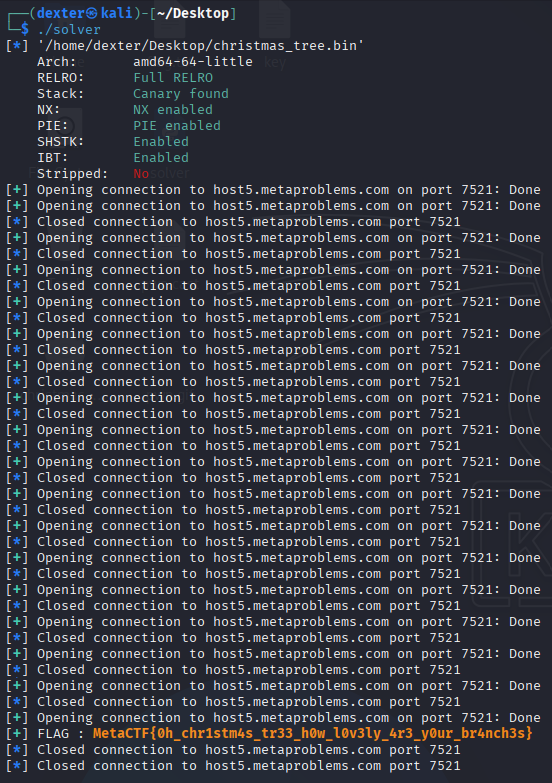 ┌──(dexter㉿kali)-[~/Desktop]
└─$ ./solver
[*] '/home/dexter/Desktop/christmas_tree.bin'
    Arch:       amd64-64-little
    RELRO:      Full RELRO
    Stack:      Canary found
    NX:         NX enabled
    PIE:        PIE enabled
    SHSTK:      Enabled
    IBT:        Enabled
    Stripped:   No
[+] Opening connection to host5.metaproblems.com on port 7521: Done
[+] Opening connection to host5.metaproblems.com on port 7521: Done
[*] Closed connection to host5.metaproblems.com port 7521
[+] Opening connection to host5.metaproblems.com on port 7521: Done
[*] Closed connection to host5.metaproblems.com port 7521
[+] Opening connection to host5.metaproblems.com on port 7521: Done
[*] Closed connection to host5.metaproblems.com port 7521
[+] Opening connection to host5.metaproblems.com on port 7521: Done
[*] Closed connection to host5.metaproblems.com port 7521
[+] Opening connection to host5.metaproblems.com on port 7521: Done
[*] Closed connection to host5.metaproblems.com port 7521
[+] Opening connection to host5.metaproblems.com on port 7521: Done
[*] Closed connection to host5.metaproblems.com port 7521
[+] Opening connection to host5.metaproblems.com on port 7521: Done
[*] Closed connection to host5.metaproblems.com port 7521
[+] Opening connection to host5.metaproblems.com on port 7521: Done
[*] Closed connection to host5.metaproblems.com port 7521
[+] Opening connection to host5.metaproblems.com on port 7521: Done
[*] Closed connection to host5.metaproblems.com port 7521
[+] Opening connection to host5.metaproblems.com on port 7521: Done
[*] Closed connection to host5.metaproblems.com port 7521
[+] Opening connection to host5.metaproblems.com on port 7521: Done
[*] Closed connection to host5.metaproblems.com port 7521
[+] Opening connection to host5.metaproblems.com on port 7521: Done
[*] Closed connection to host5.metaproblems.com port 7521
[+] Opening connection to host5.metaproblems.com on port 7521: Done
[*] Closed connection to host5.metaproblems.com port 7521
[+] Opening connection to host5.metaproblems.com on port 7521: Done
[*] Closed connection to host5.metaproblems.com port 7521
[+] Opening connection to host5.metaproblems.com on port 7521: Done
[*] Closed connection to host5.metaproblems.com port 7521
[+] Opening connection to host5.metaproblems.com on port 7521: Done
[*] Closed connection to host5.metaproblems.com port 7521
[+] Opening connection to host5.metaproblems.com on port 7521: Done
[+] FLAG : MetaCTF{0h_chr1stm4s_tr33_h0w_l0v3ly_4r3_y0ur_br4nch3s}
[*] Closed connection to host5.metaproblems.com port 7521
[*] Closed connection to host5.metaproblems.com port 7521